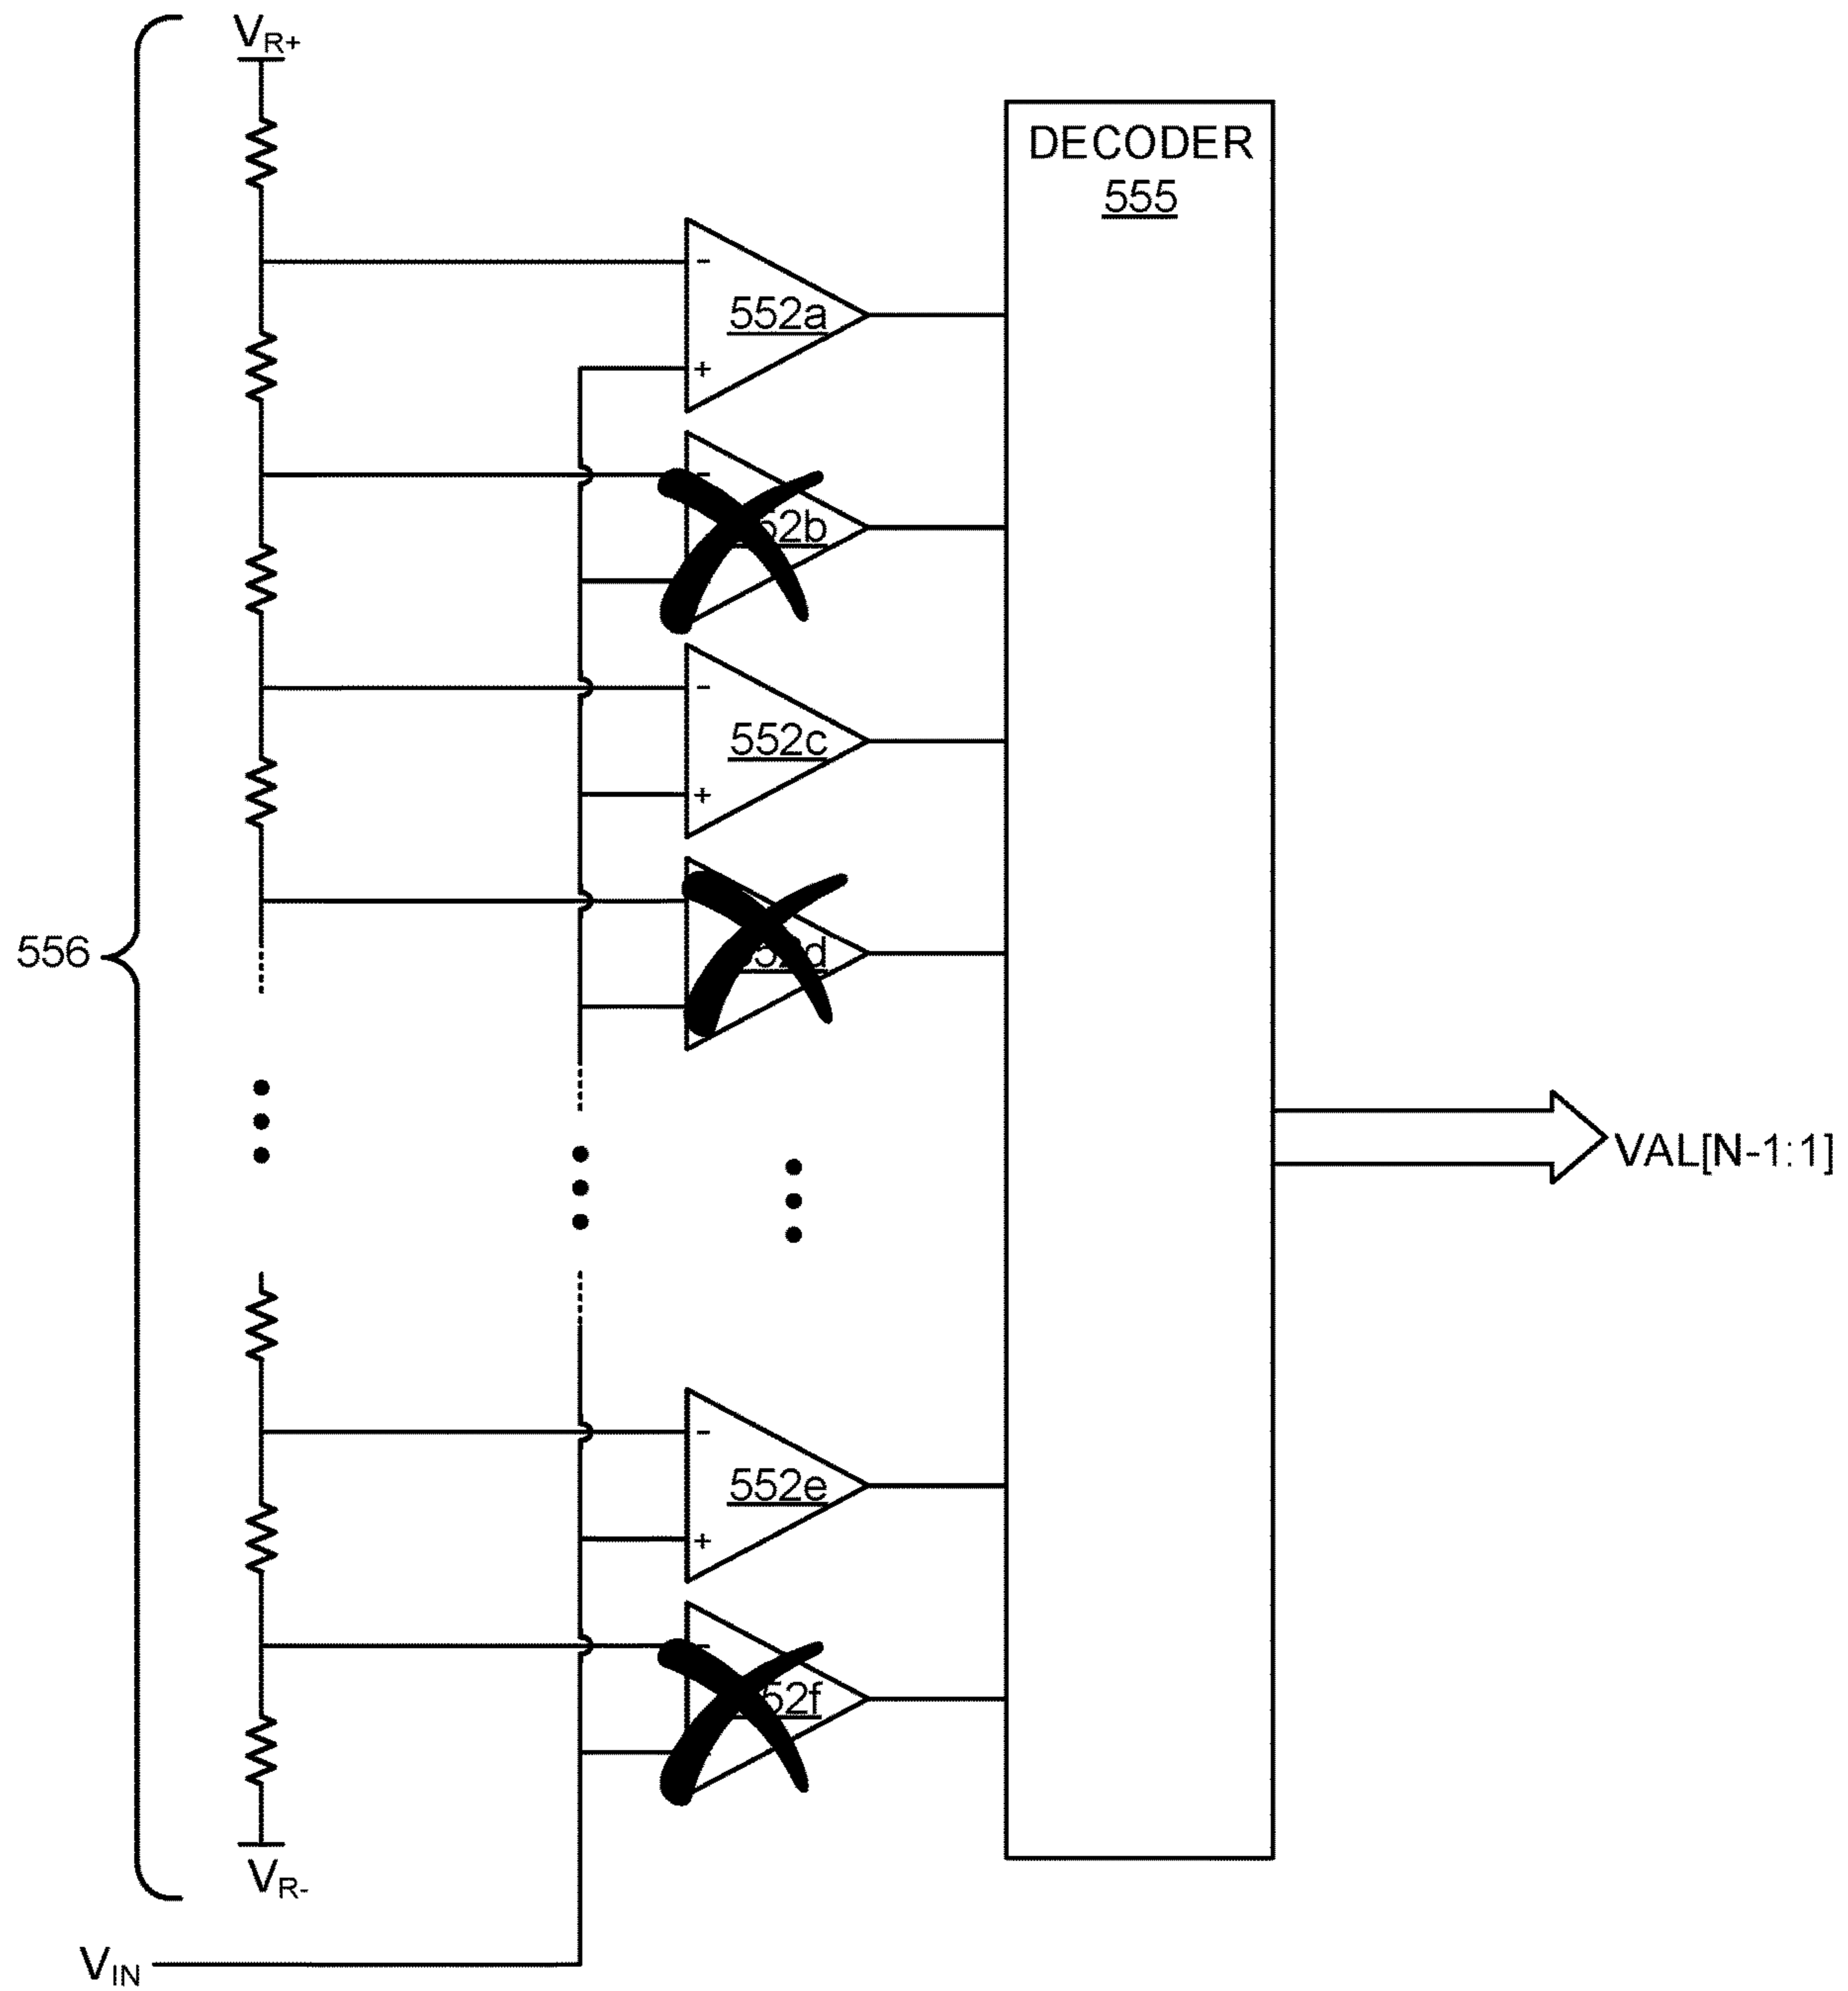 VR+
DECODER
555
-
552a
+
-
-
552c
+
556
VAL[N-1:1]
-
552e
+
-
VR-
VIN